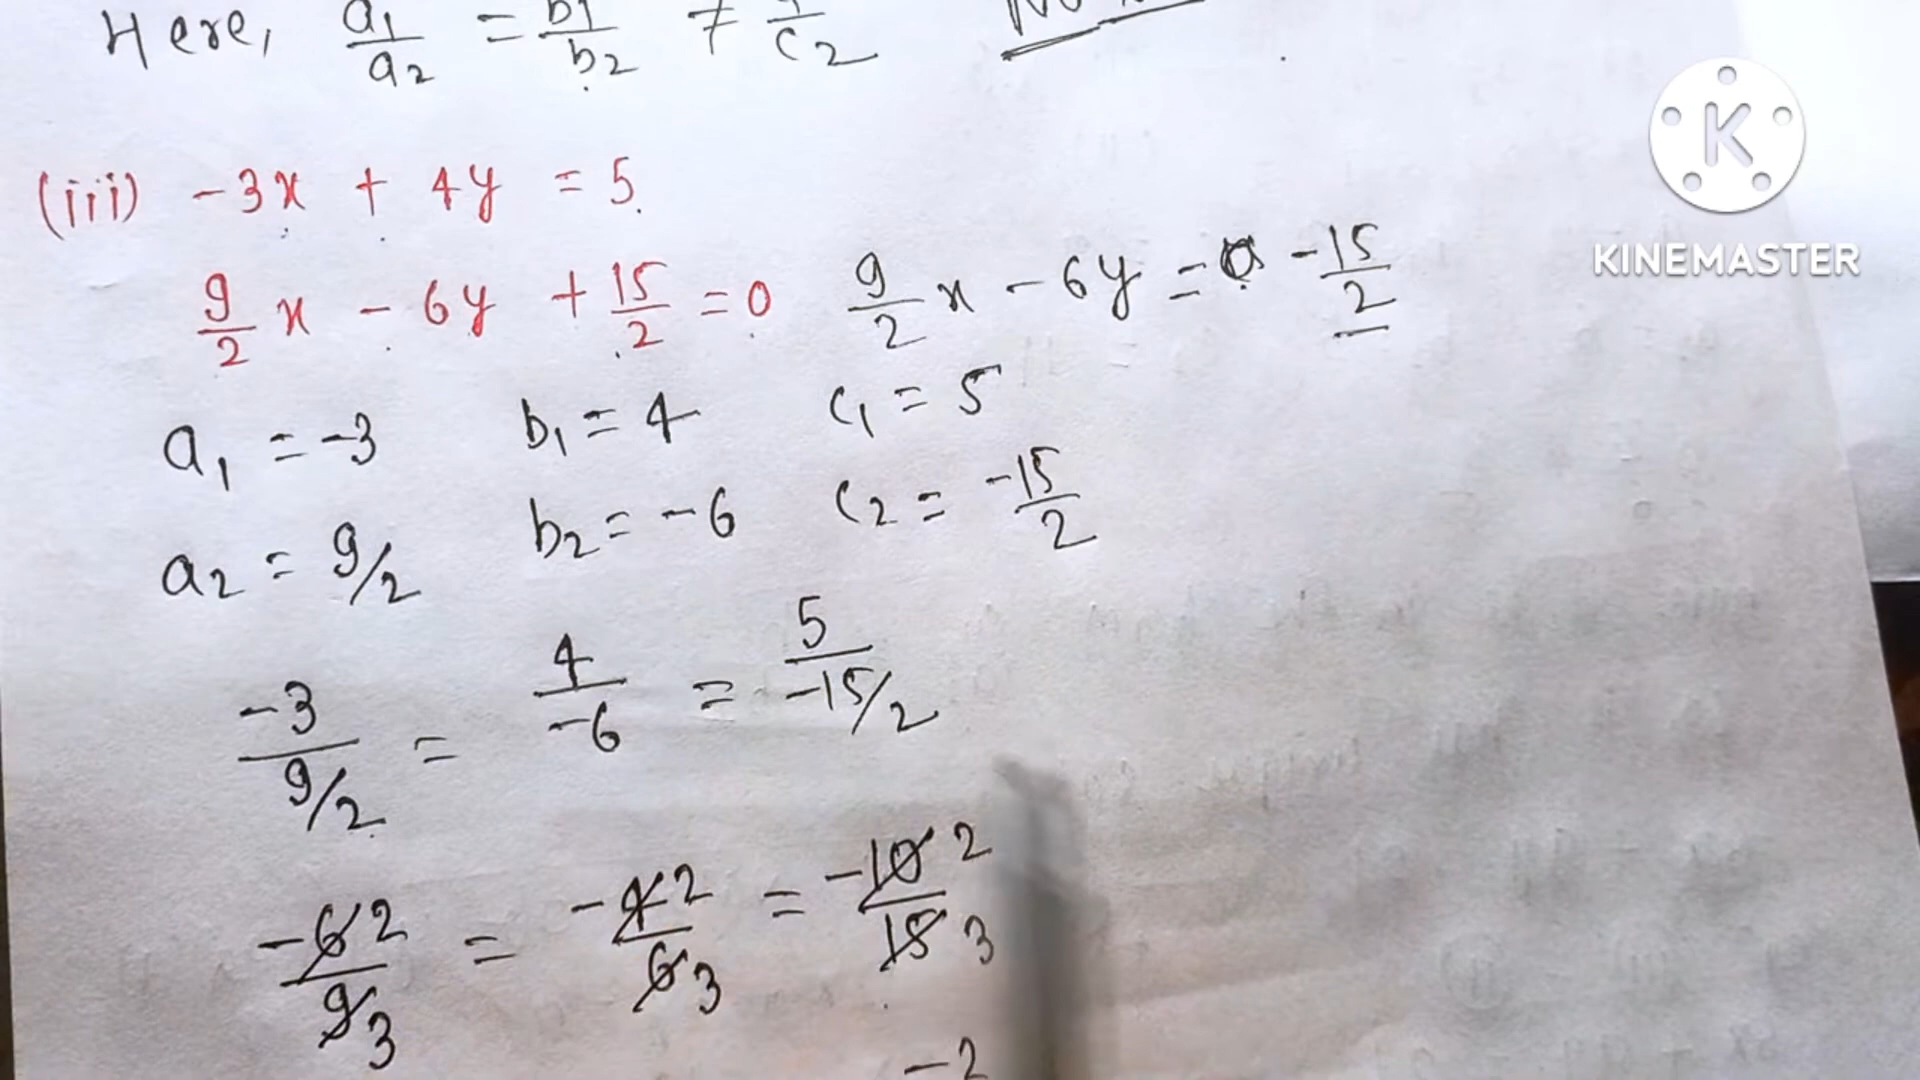 Here, a1/a2 = b1/b2 ≠ /c2
(iii) -3x + 4y = 5
9/2 x - 6y + 15/2 = 0 9/2 x - 6y = -15/2
a1 = -3 b1 = 4 c1 = 5
a2 = 9/2 b2 = -6 c2 = -15/2
-3/(9/2) = 4/-6 = 5/(-15/2)
-6 2/9 3 = -4 2/6 3 = -10 2/15 3
-2
K
KINEMASTER